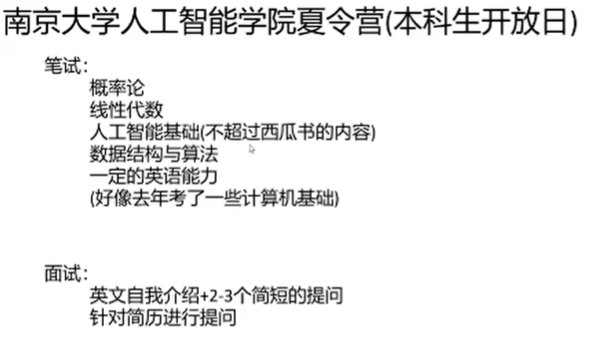 南京大学人工智能学院夏令营(本科生开放日)
笔试：
概率论
线性代数
人工智能基础(不超过西瓜书的内容)
数据结构与算法
一定的英语能力
(好像去年考了一些计算机基础)
面试：
英文自我介绍+2-3个简短的提问
针对简历进行提问